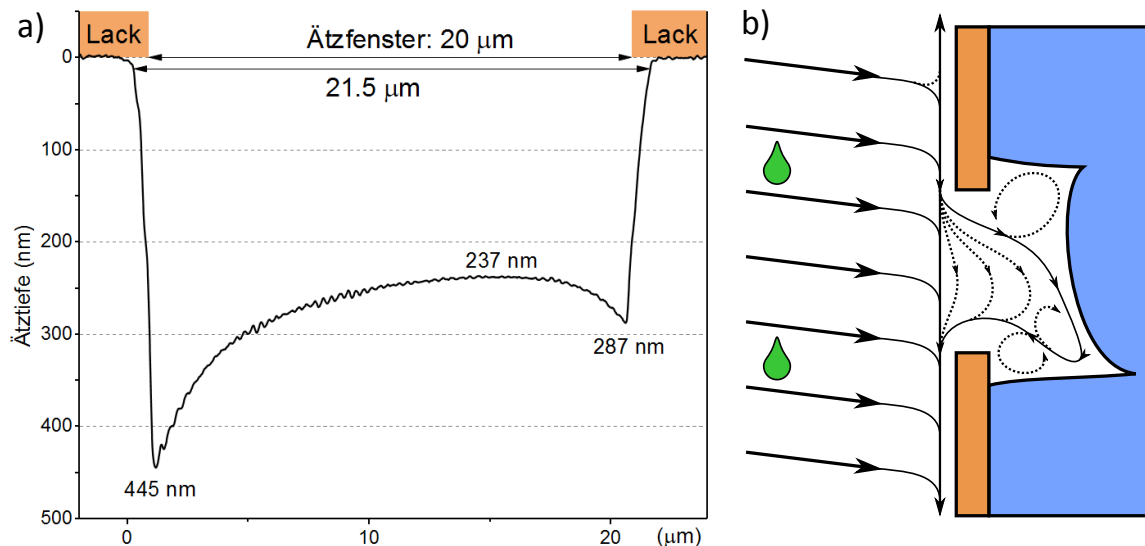 a)
Lack
Ätzfenster: 20 µm
Lack
21.5 µm
0
100
200
300
400
500
Ätztiefe (nm)
237 nm
287 nm
445 nm
0
10
20
(µm)
b)